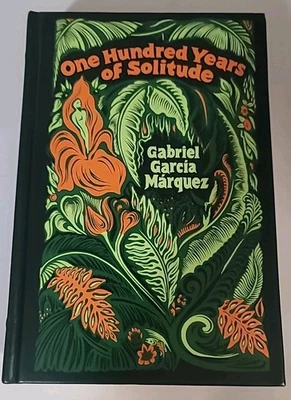 One Hundred Years
of Solitude
Gabriel
García
Márquez